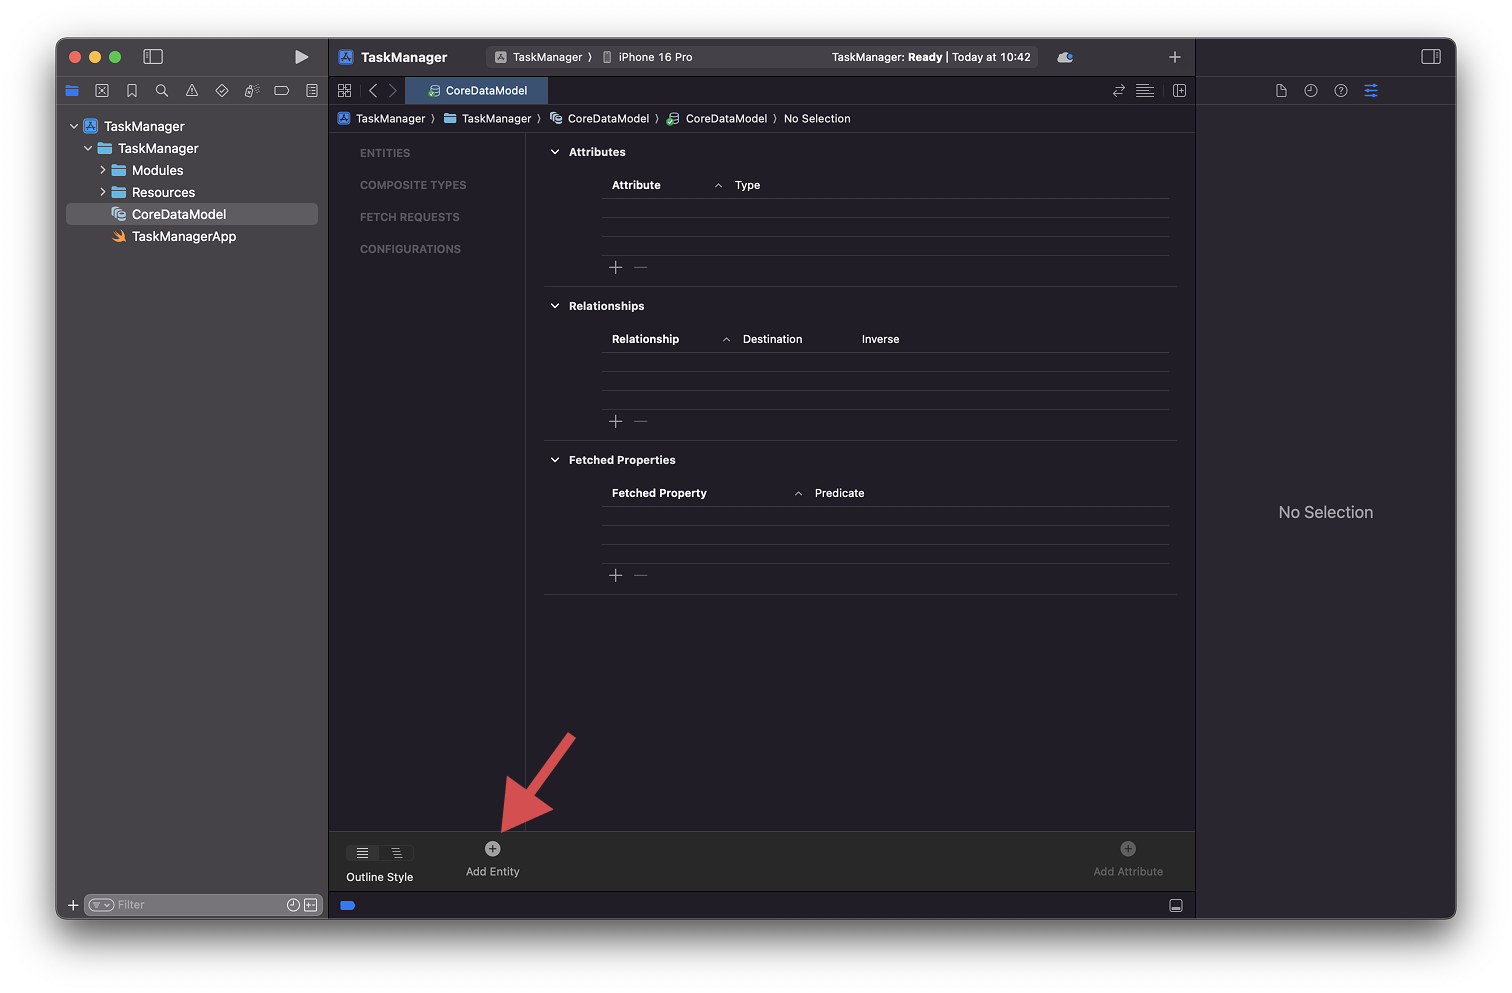 TaskManager
TaskManager
iPhone 16 Pro
TaskManager: Ready | Today at 10:42
CoreDataModel
TaskManager
TaskManager
CoreDataModel
CoreDataModel
No Selection
TaskManager
TaskManager
Modules
Resources
CoreDataModel
TaskManagerApp
Filter
ENTITIES
COMPOSITE TYPES
FETCH REQUESTS
CONFIGURATIONS
Attributes
Attribute
Type
Relationships
Relationship
Destination
Inverse
Fetched Properties
Fetched Property
Predicate
Outline Style
Add Entity
Add Attribute
No Selection